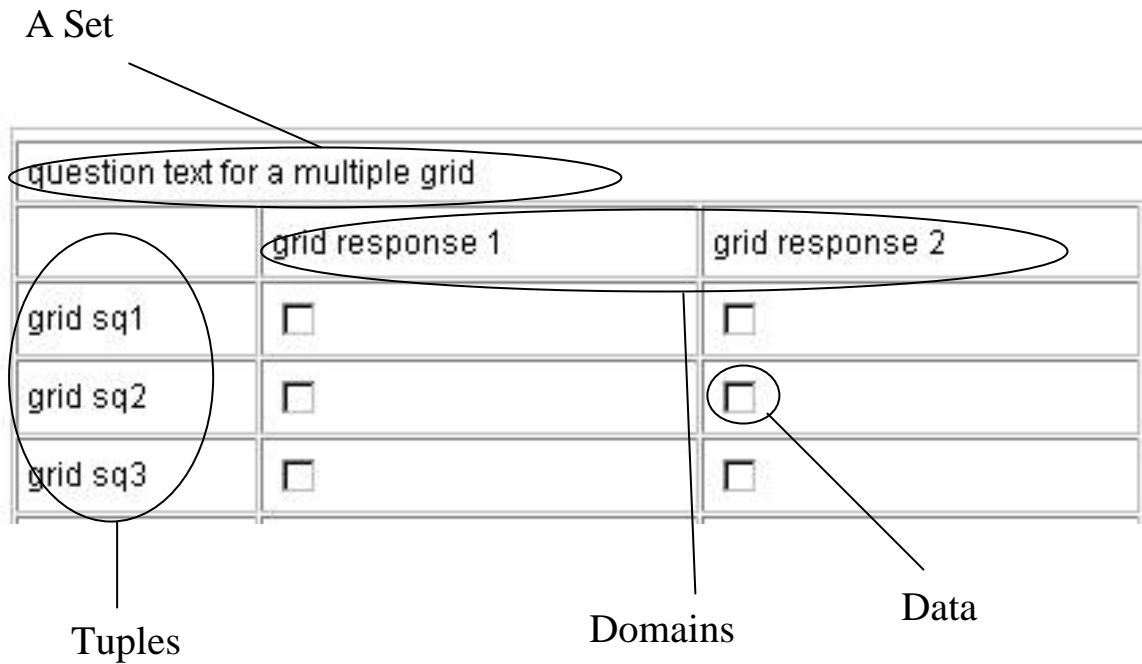 A Set
question text for a multiple grid
grid response 1 grid response 2
grid sq1
grid sq2
grid sq3
Tuples
Domains
Data